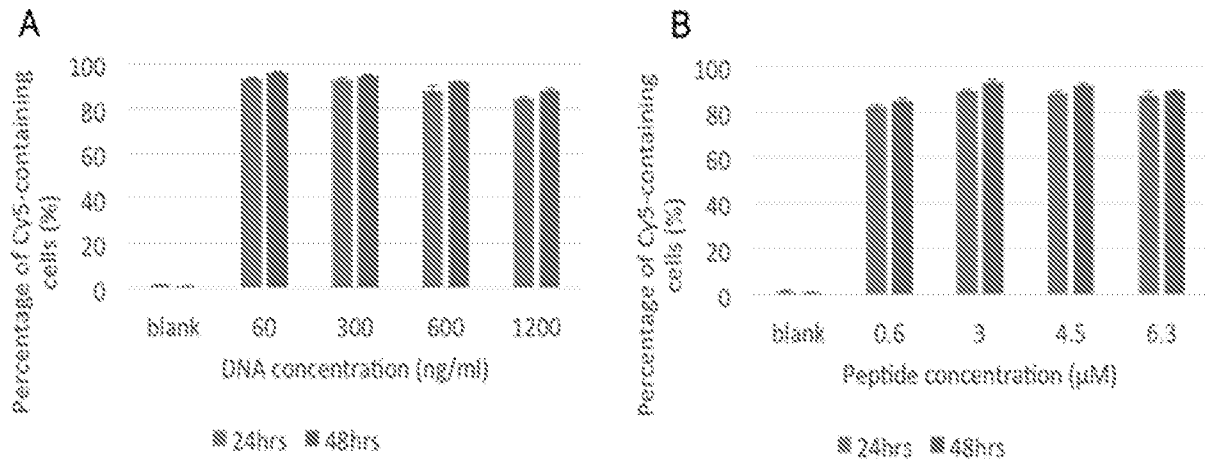 A
Percentage of Cy5-containing
cells (%)
100
80
60
40
20
0
blank 60 300 600 1200
DNA concentration (ng/ml)
24hrs 48hrs
B
Percentage of Cy5-containing
cells (%)
100
80
60
40
20
0
blank 0.6 3 4.5 6.3
Peptide concentration (μM)
24hrs 48hrs